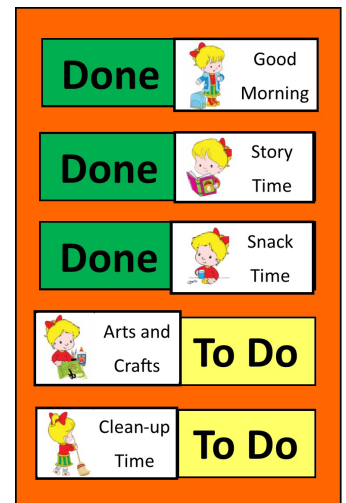 Done
Good
Morning
Done
Story
Time
Done
Snack
Time
Arts and
Crafts
To Do
Clean-up
Time
To Do